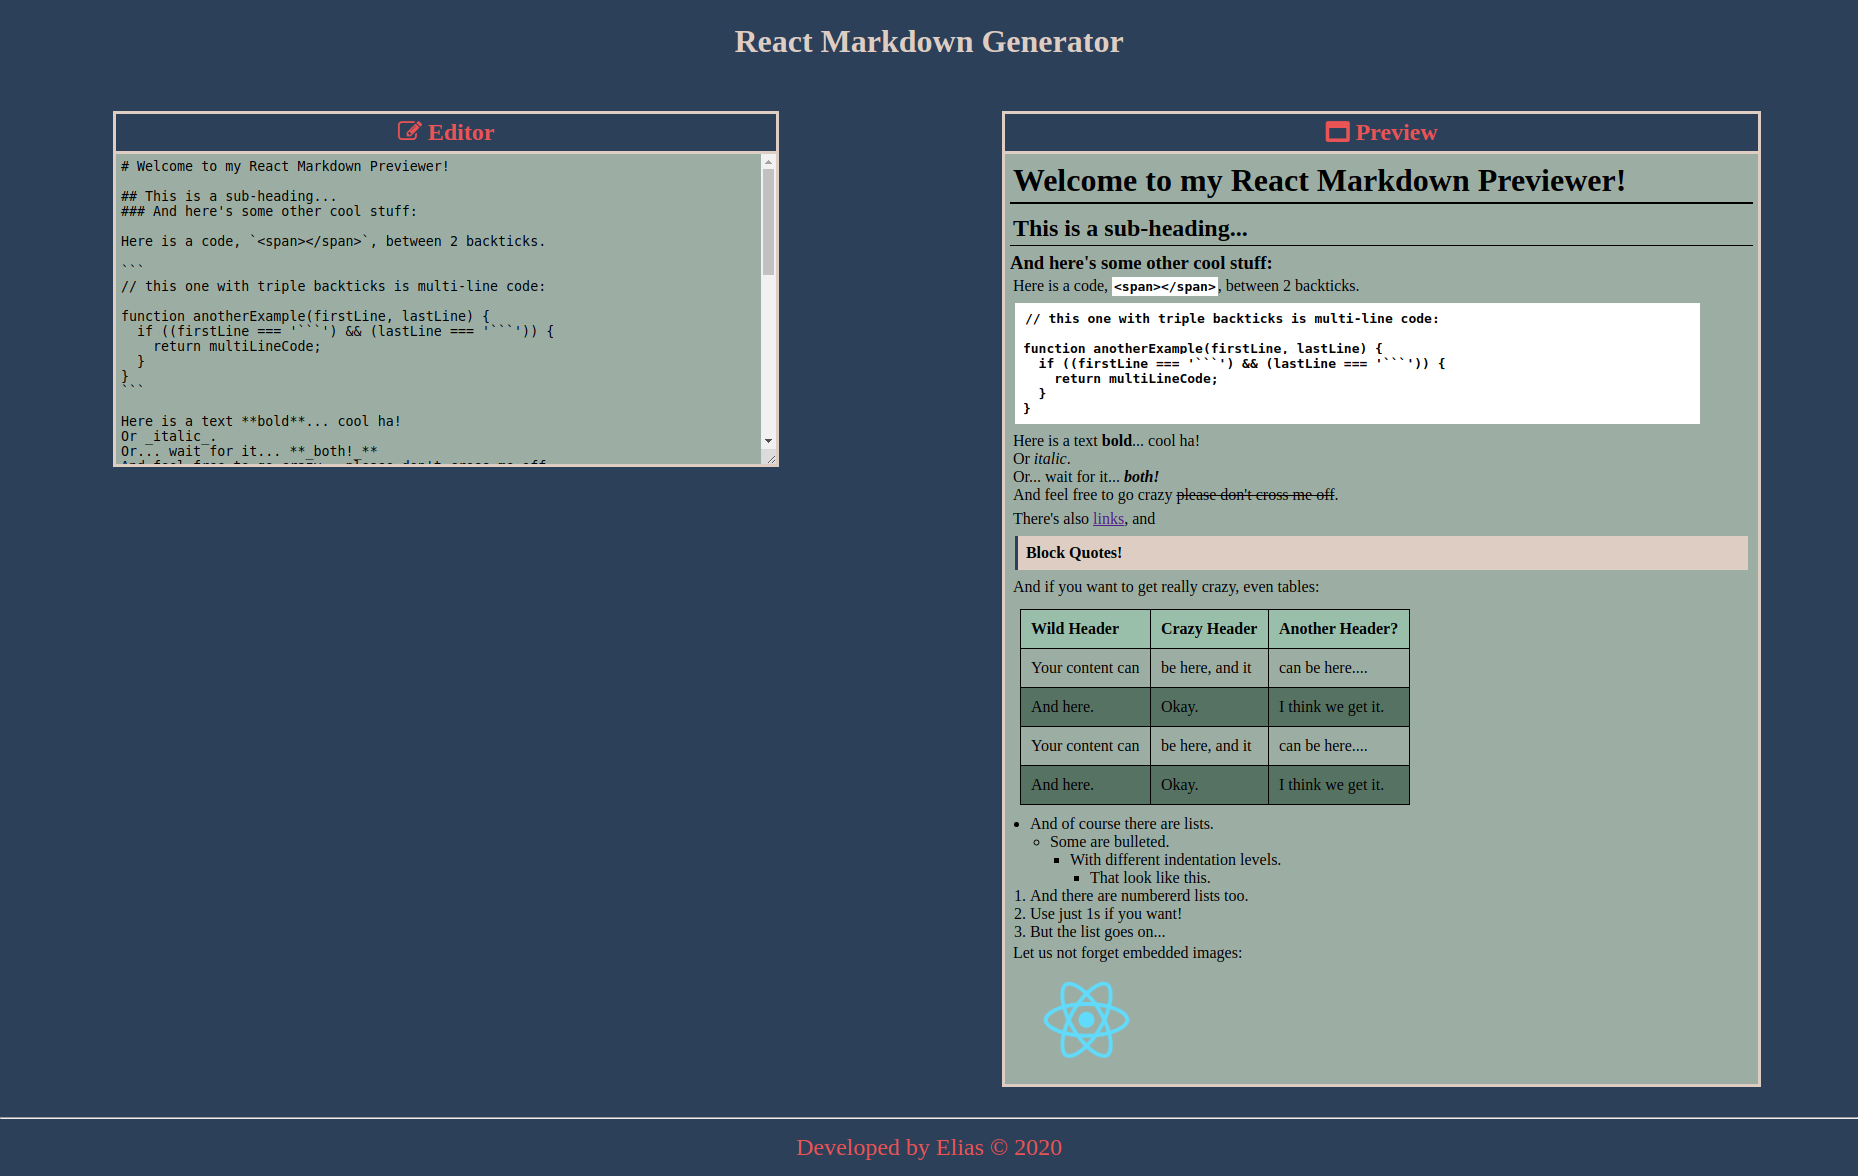 React Markdown Generator
Editor
# Welcome to my React Markdown Previewer!
## This is a sub-heading...
### And here's some other cool stuff:
Here is a code, `<span></span>`, between 2 backticks.
```
// this one with triple backticks is multi-line code:
function anotherExample(firstLine, lastLine) {
  if ((firstLine === '```') && (lastLine === '```')) {
    return multiLineCode;
  }
}
```
Here is a text **bold**... cool ha!
Or _italic_.
Or... wait for it... **_both!_**
And feel free to go crazy please don't cross me off
Preview
Welcome to my React Markdown Previewer!
This is a sub-heading...
And here's some other cool stuff:
Here is a code, <span></span>, between 2 backticks.
// this one with triple backticks is multi-line code:
function anotherExample(firstLine, lastLine) {
  if ((firstLine === '```') && (lastLine === '```')) {
    return multiLineCode;
  }
}
Here is a text bold... cool ha!
Or italic.
Or... wait for it... both!
And feel free to go crazy please don't cross me off.
There's also links, and
Block Quotes!
And if you want to get really crazy, even tables:
Wild Header Crazy Header Another Header?
Your content can be here, and it can be here....
And here. Okay. I think we get it.
Your content can be here, and it can be here....
And here. Okay. I think we get it.
• And of course there are lists.
◦ Some are bulleted.
▪ With different indentation levels.
▪ That look like this.
1. And there are numbererd lists too.
2. Use just 1s if you want!
3. But the list goes on...
Let us not forget embedded images:
Developed by Elias © 2020